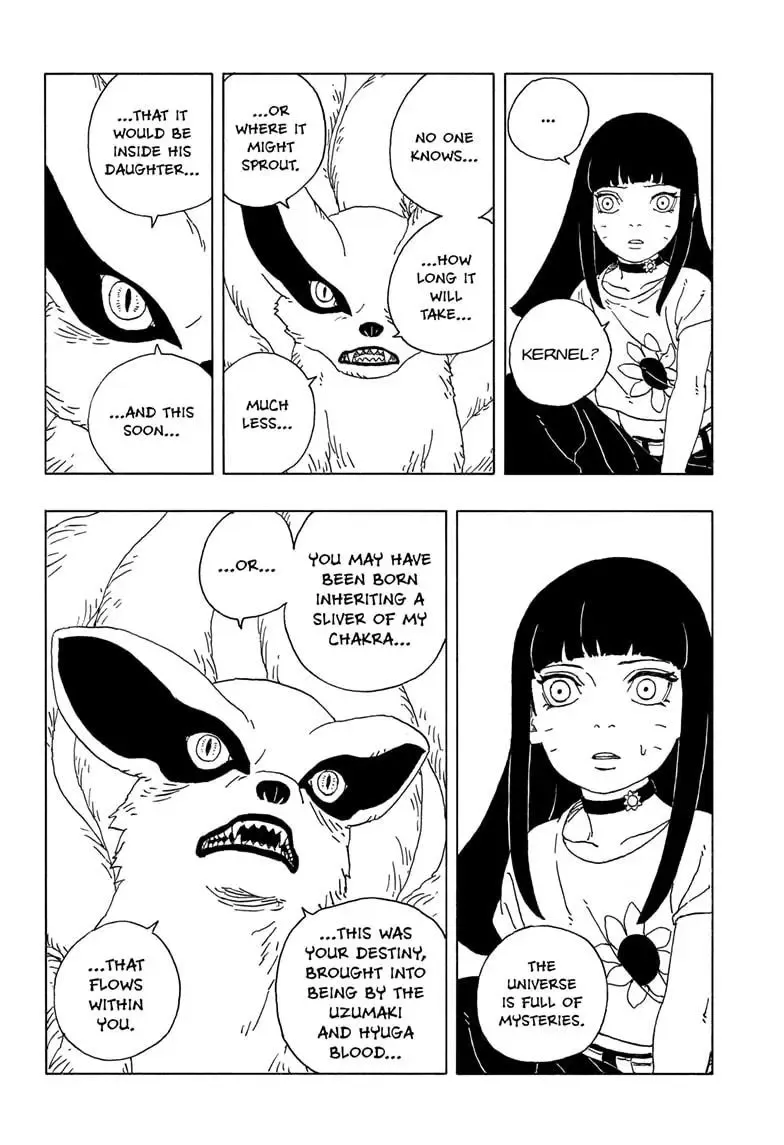 ...
KERNEL?
NO ONE
KNOWS...
...HOW
LONG IT
WILL
TAKE...
MUCH
LESS...
...OR
WHERE IT
MIGHT
SPROUT.
...THAT IT
WOULD BE
INSIDE HIS
DAUGHTER...
...AND THIS
SOON...
THE
UNIVERSE
IS FULL OF
MYSTERIES.
YOU MAY HAVE
BEEN BORN
INHERITING A
SLIVER OF MY
CHAKRA...
...OR...
...THIS WAS
YOUR DESTINY,
BROUGHT INTO
BEING BY THE
UZUMAKI
AND HYUGA
BLOOD...
...THAT
FLOWS
WITHIN
YOU.